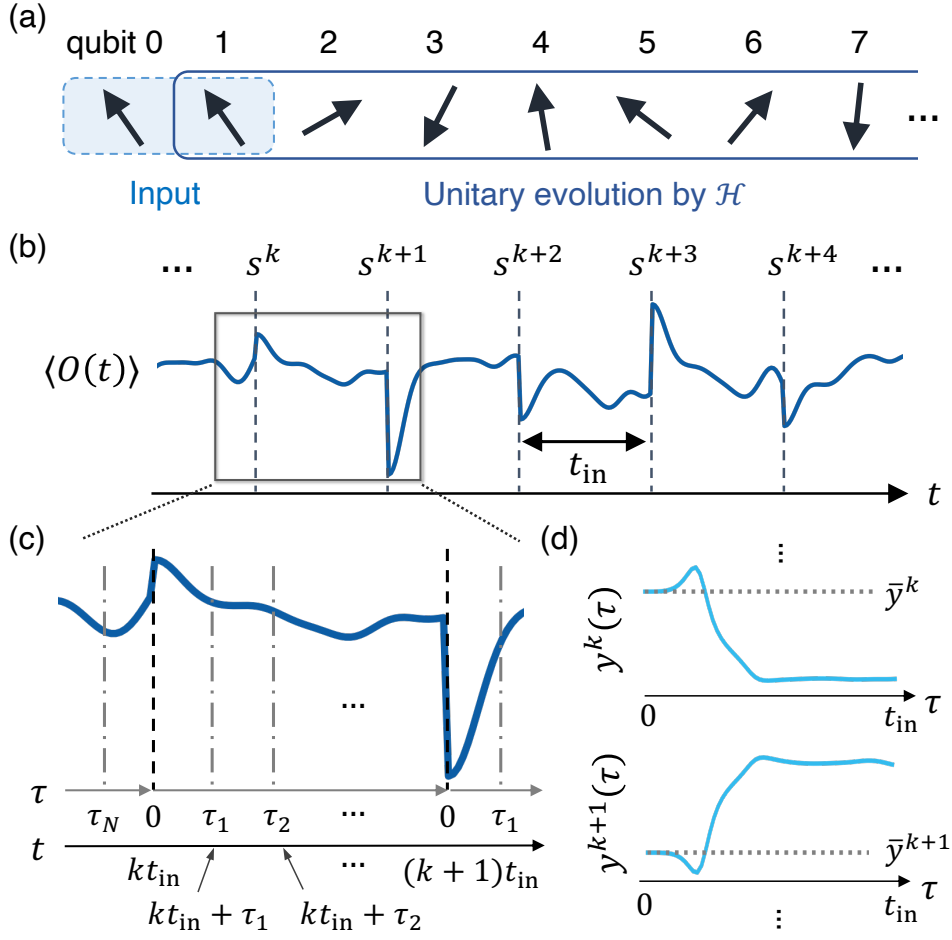 (a)
qubit 0 1 2 3 4 5 6 7
...
Input Unitary evolution by ℋ
(b)
... s^k s^{k+1} s^{k+2} s^{k+3} s^{k+4} ...
⟨O(t)⟩
t_in
t
(c)
...
τ
τ_N 0 τ_1 τ_2 ... 0 τ_1
t
kt_in ... (k + 1)t_in
kt_in + τ_1 kt_in + τ_2
(d)
...
y^k(τ)
ȳ^k
0 t_in τ
y^{k+1}(τ)
ȳ^{k+1}
0 t_in τ
...